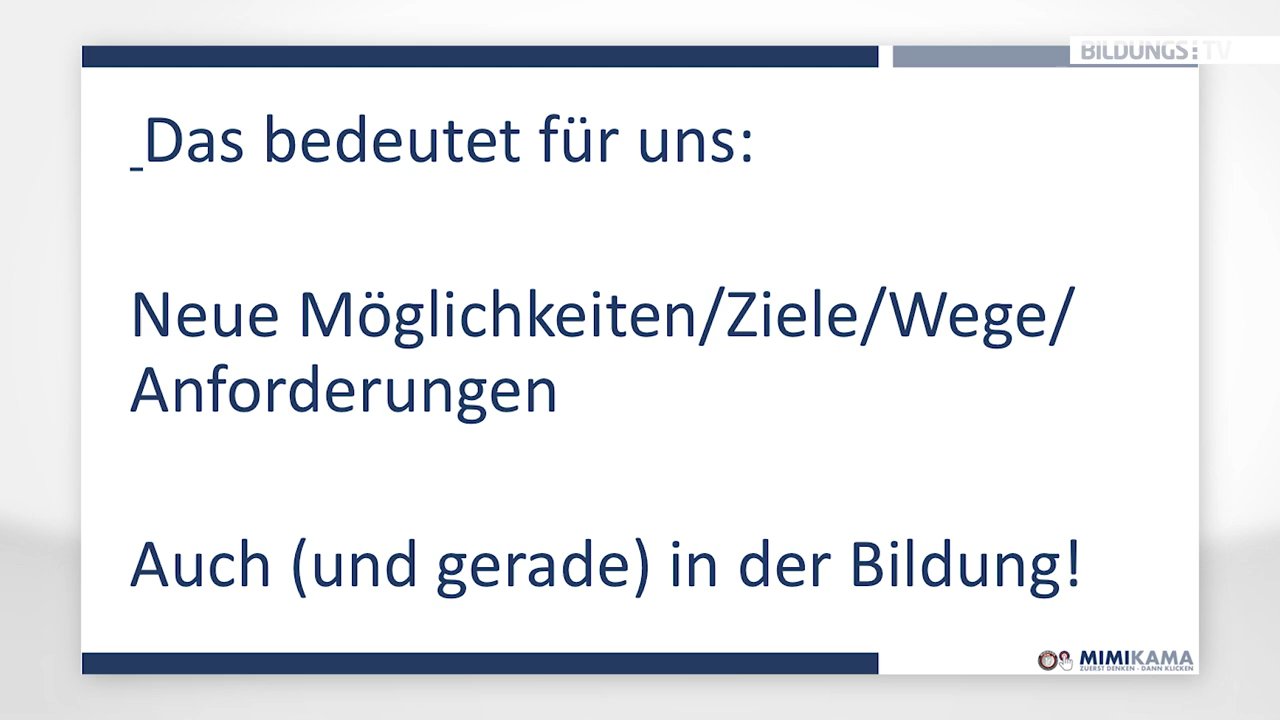 BILDUNGS:TV
Das bedeutet für uns:
Neue Möglichkeiten/Ziele/Wege/
Anforderungen
Auch (und gerade) in der Bildung!
MIMIKAMA
ZUERST DENKEN - DANN KLICKEN